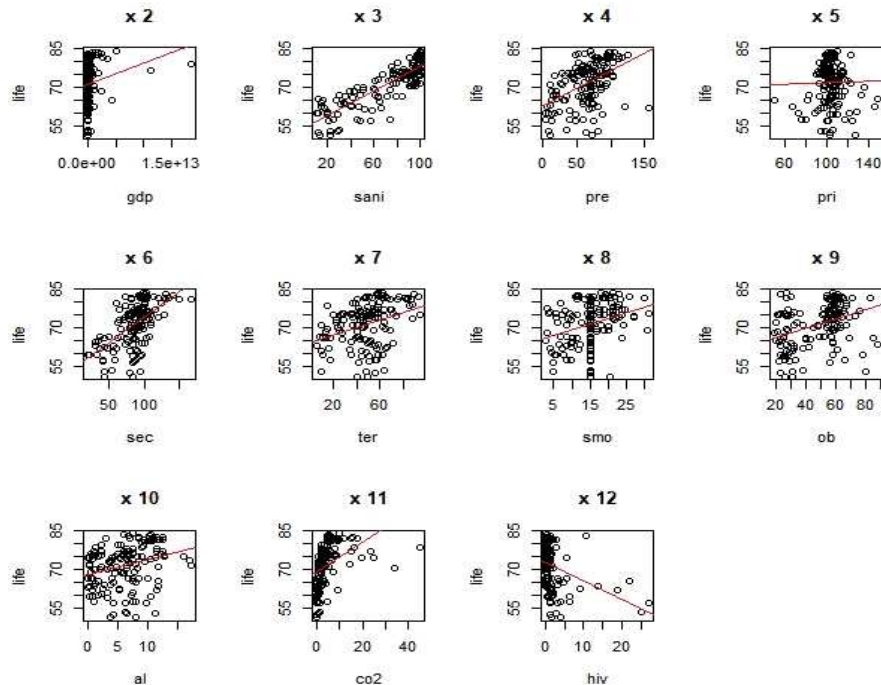 x 2
x 3
x 4
x 5
life
55 70 85
life
55 70 85
life
55 70 85
life
55 70 85
0.0e+00 1.5e+13
20 60 100
0 50 150
60 100 140
gdp
sani
pre
pri
x 6
x 7
x 8
x 9
life
55 70 85
life
55 70 85
life
55 70 85
life
55 70 85
50 100
20 60
5 15 25
20 40 60 80
sec
ter
smo
ob
x 10
x 11
x 12
life
55 70 85
life
55 70 85
life
55 70 85
0 5 10
0 20 40
0 10 20
al
co2
hiv